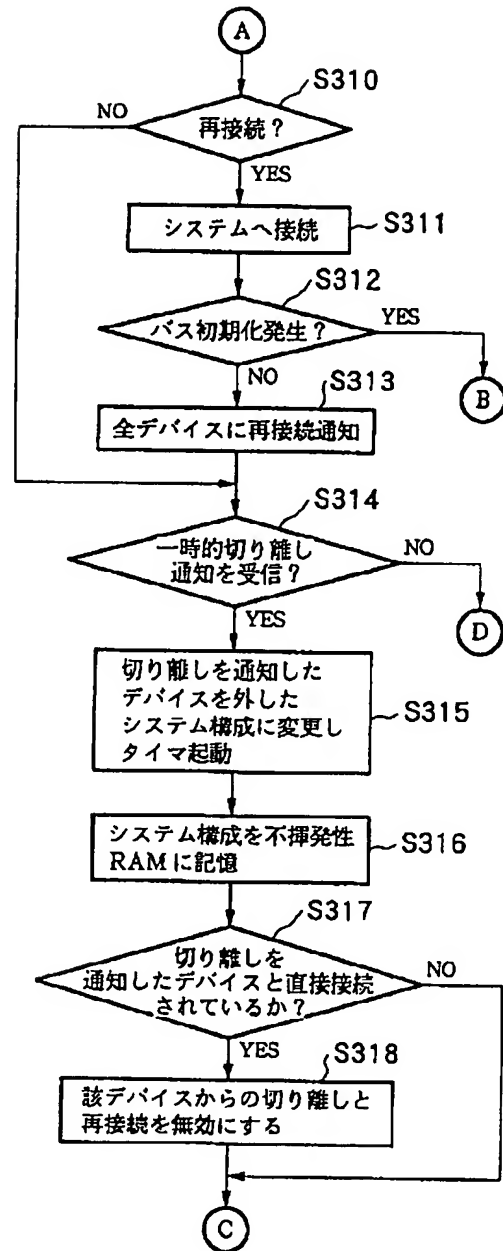 A
S310
NO
再接続？
YES
システムへ接続
S311
S312
バス初期化発生？
YES
NO
S313
B
全デバイスに再接続通知
S314
一時的切り離し
通知を受信？
NO
YES
D
切り離しを通知した
デバイスを外した
システム構成に変更し
タイマ起動
S315
システム構成を不揮発性
RAMに記憶
S316
S317
切り離しを
通知したデバイスと直接接続
されているか？
NO
YES
S318
該デバイスからの切り離しと
再接続を無効にする
C